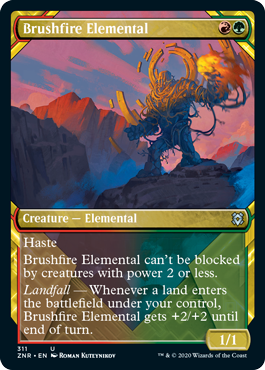 Brushfire Elemental
Creature — Elemental
Haste
Brushfire Elemental can't be blocked
by creatures with power 2 or less.
Landfall — Whenever a land enters
the battlefield under your control,
Brushfire Elemental gets +2/+2 until
end of turn.
1/1
311 U
ZNR • EN ROMAN KUTEYNIKOV
™ & © 2020 Wizards of the Coast